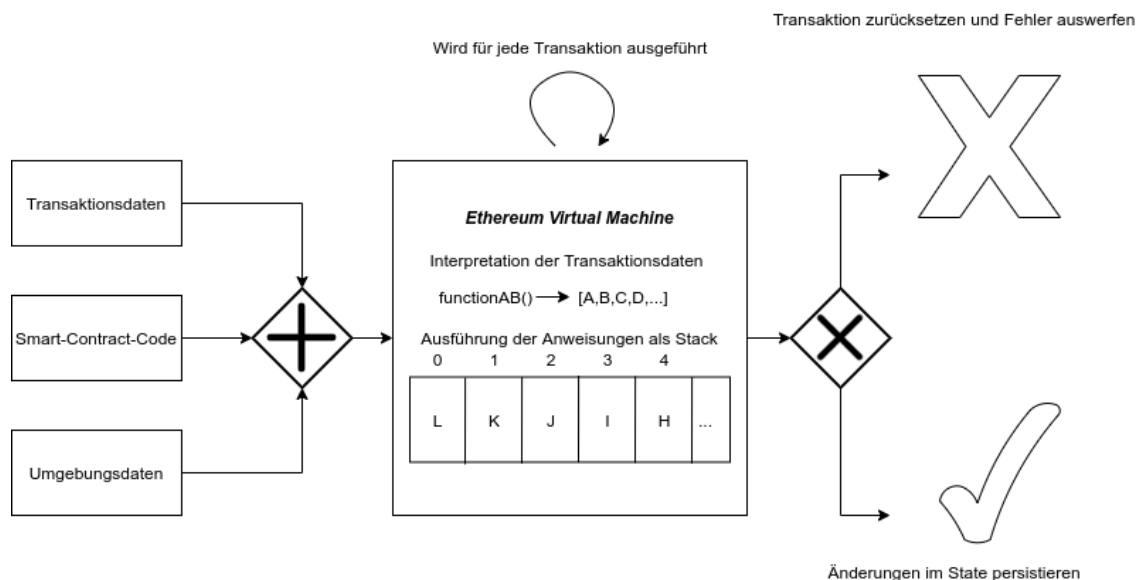 Transaktion zurücksetzen und Fehler auswerfen
Wird für jede Transaktion ausgeführt
Transaktionsdaten
Smart-Contract-Code
Umgebungsdaten
Ethereum Virtual Machine
Interpretation der Transaktionsdaten
functionAB() [A,B,C,D,...]
Ausführung der Anweisungen als Stack
0 1 2 3 4
L K J I H ...
Änderungen im State persistieren